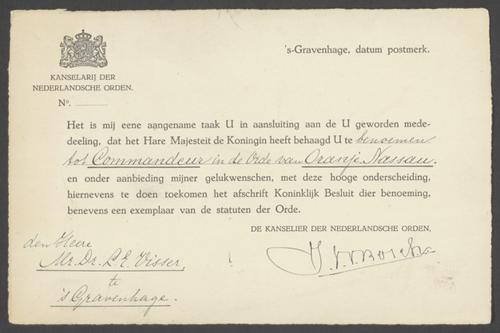 KANSELARIJ DER
NEDERLANDSCHE ORDEN.
Nº.
's-Gravenhage, datum postmerk.
Het is mij eene aangename taak U in aansluiting aan de U geworden mede-
deeling, dat het Hare Majesteit de Koningin heeft behaagd U te benoemen
tot Commandeur in de Orde van Oranje Nassau.
en onder aanbieding mijner gelukwenschen, met deze hooge onderscheiding,
hiernevens te doen toekomen het afschrift Koninklijk Besluit dier benoeming,
benevens een exemplaar van de statuten der Orde.
DE KANSELIER DER NEDERLANDSCHE ORDEN,
den Heere
Mr. Dr. L. E. Visser,
te
's Gravenhage.